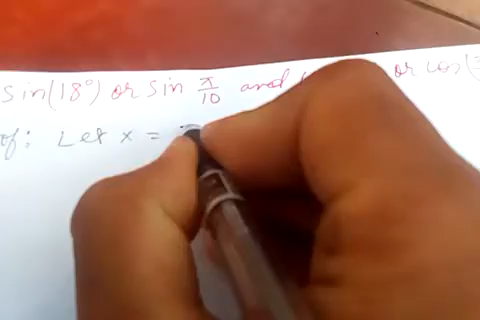 sin(18°) or sin π/10 and or cos(
of: Let x =